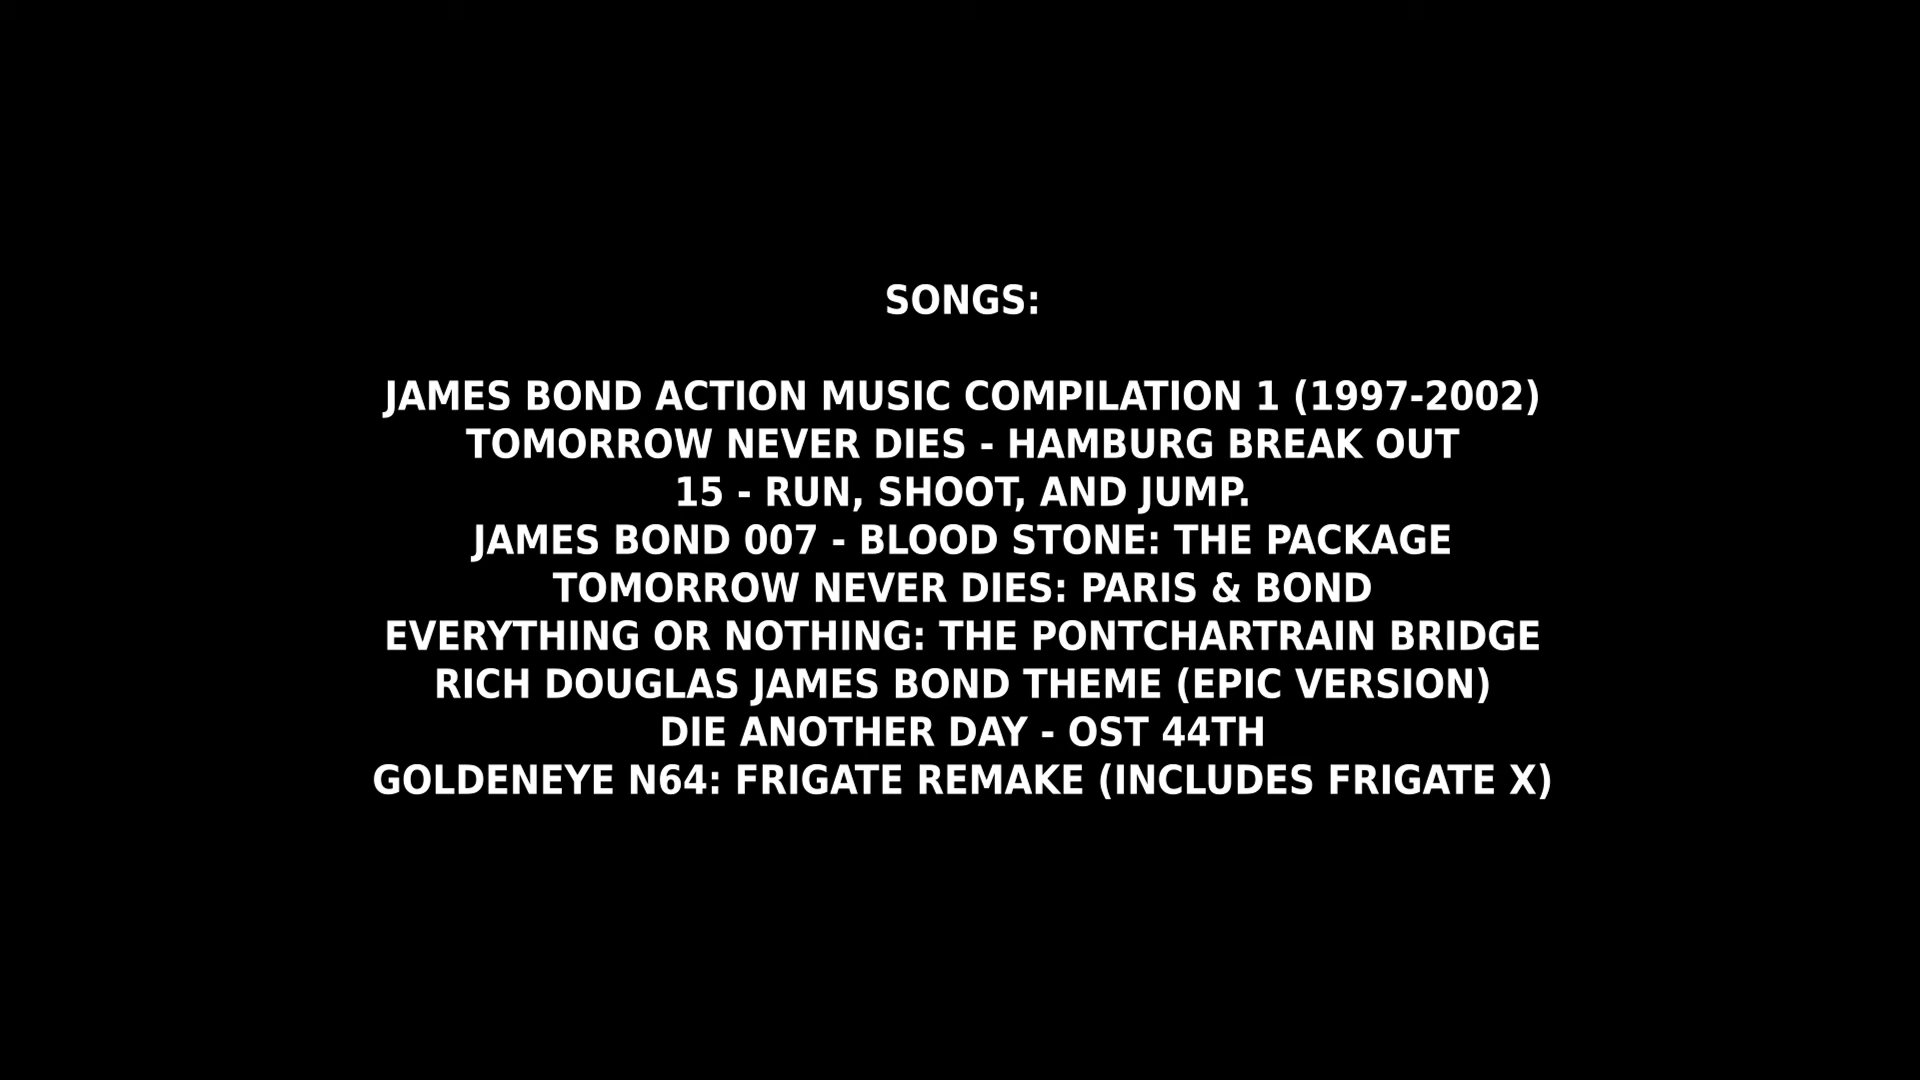 SONGS:
JAMES BOND ACTION MUSIC COMPILATION 1 (1997-2002)
TOMORROW NEVER DIES - HAMBURG BREAK OUT
15 - RUN, SHOOT, AND JUMP.
JAMES BOND 007 - BLOOD STONE: THE PACKAGE
TOMORROW NEVER DIES: PARIS & BOND
EVERYTHING OR NOTHING: THE PONTCHARTRAIN BRIDGE
RICH DOUGLAS JAMES BOND THEME (EPIC VERSION)
DIE ANOTHER DAY - OST 44TH
GOLDENEYE N64: FRIGATE REMAKE (INCLUDES FRIGATE X)